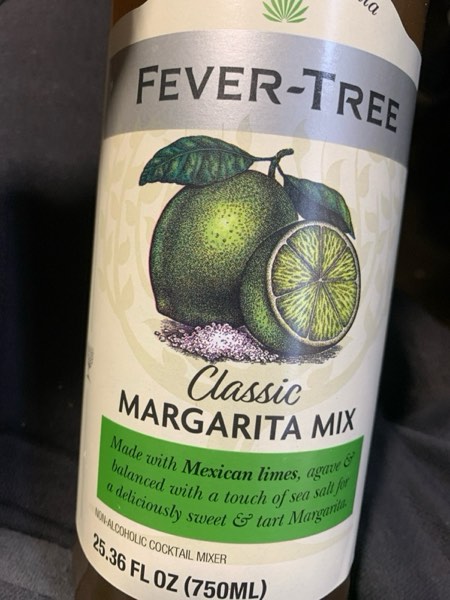 FEVER-TREE
Classic
MARGARITA MIX
Made with Mexican limes, agave &
balanced with a touch of sea salt for
a deliciously sweet & tart Margarita.
NON-ALCOHOLIC COCKTAIL MIXER
25.36 FL OZ (750ML)